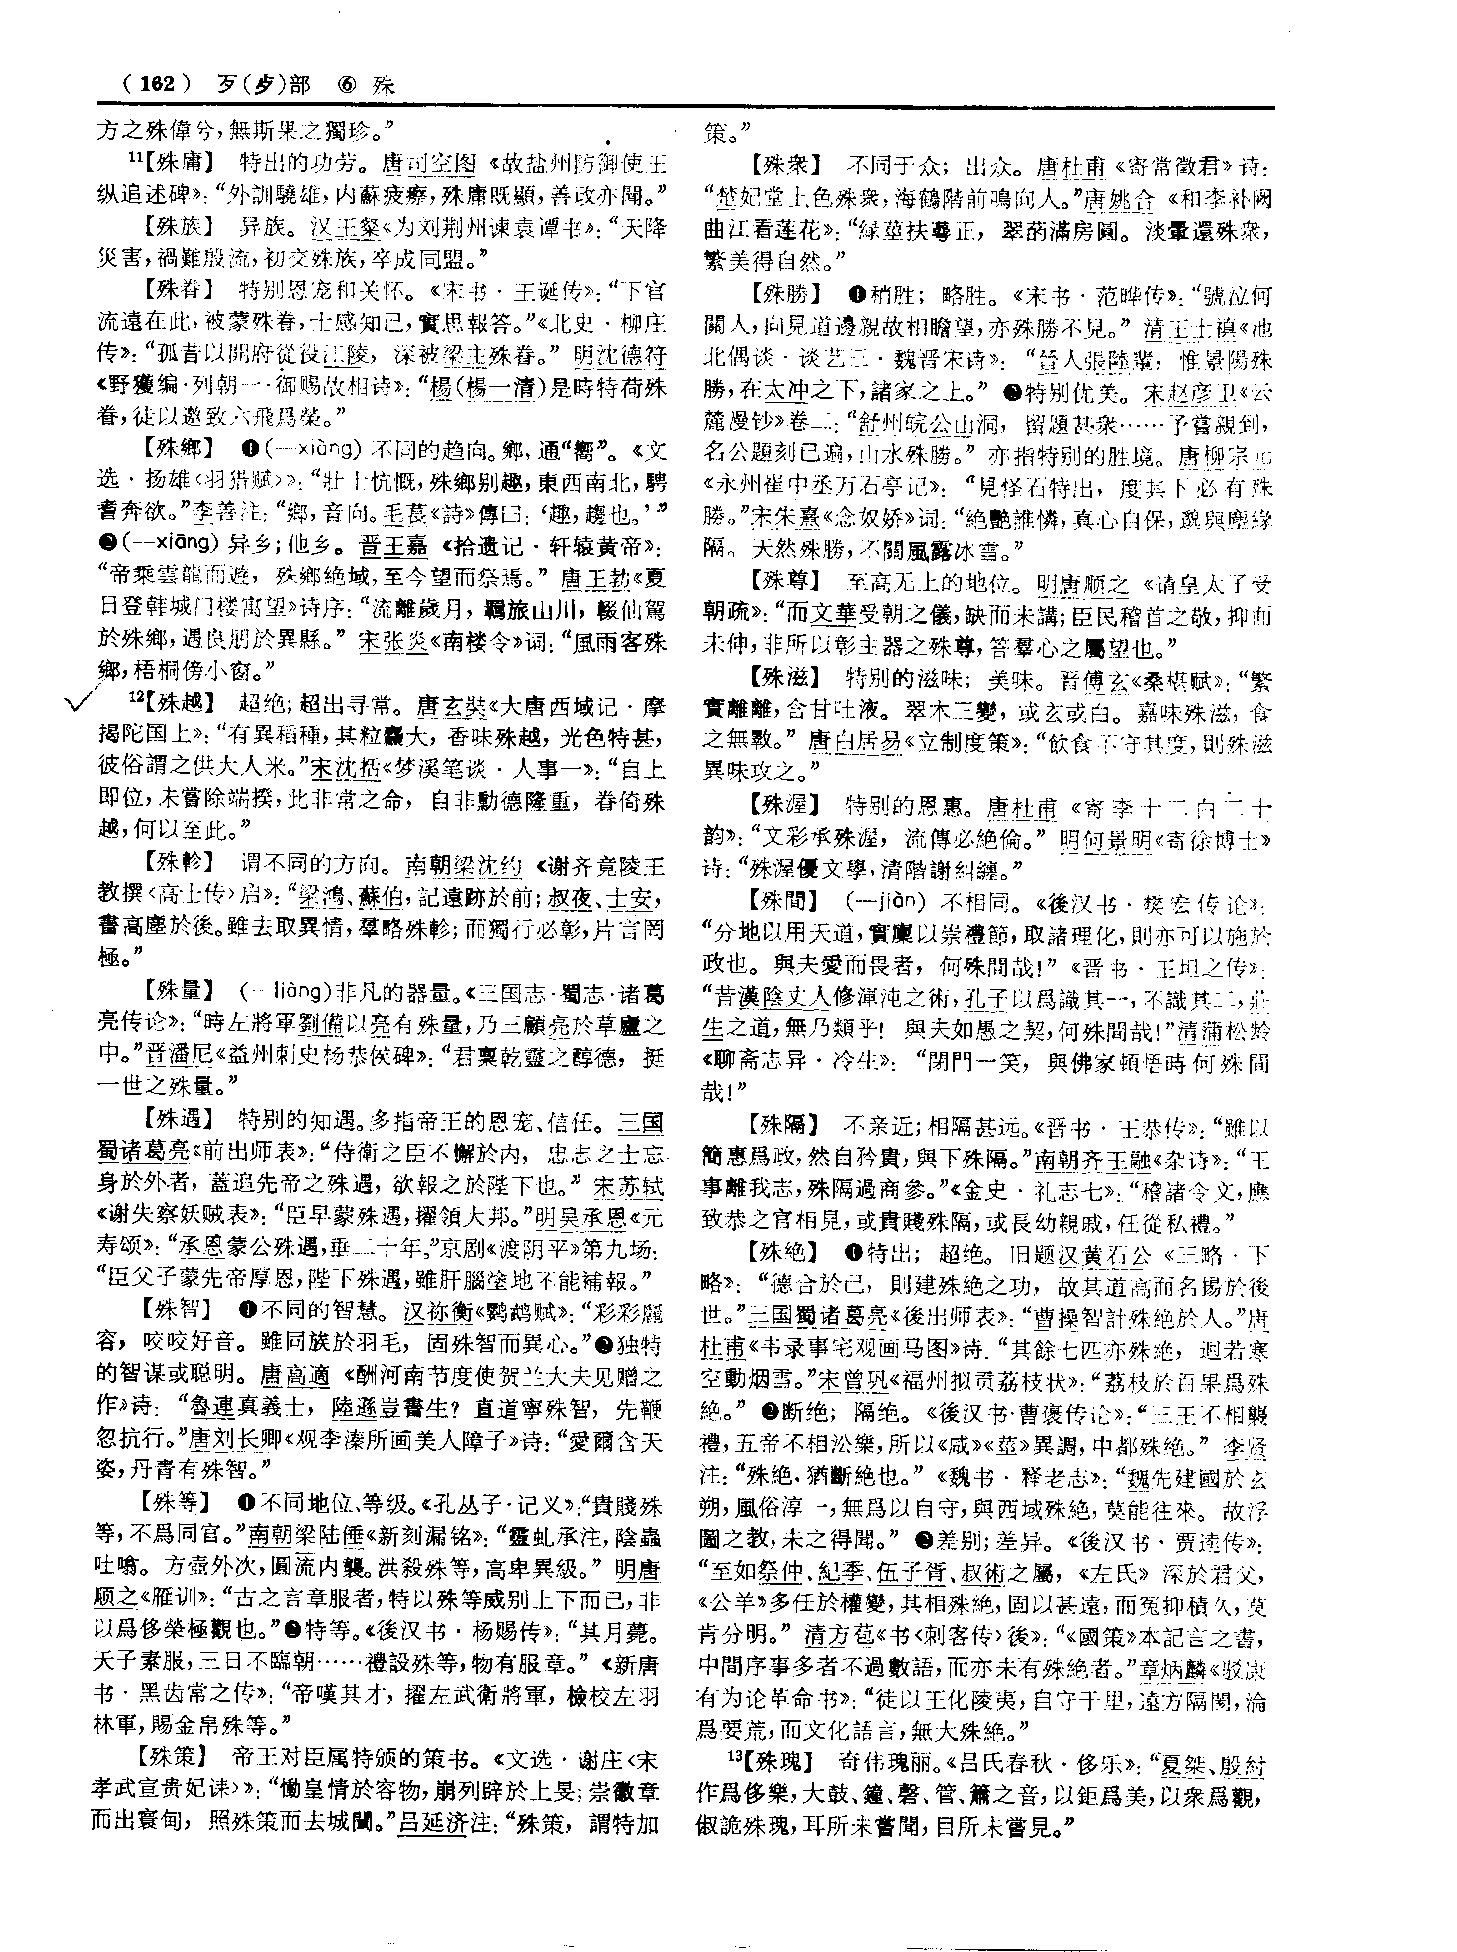 （162） 歹(歺)部 ⑥ 殊
方之殊偉兮，無斯果之獨珍。”
11【殊庸】 特出的功劳。唐司空图《故盐州防御使王
纵追述碑》：“外訓驍雄，内蘇疲瘵，殊庸既顯，善政亦聞。”
【殊族】 异族。汉王粲《为刘荆州谏袁谭书》：“天降
災害，禍難殷流，初交殊族，卒成同盟。”
【殊眷】 特别恩宠和关怀。《宋书·王诞传》：“下官
流遠在此，被蒙殊眷，士感知己，實思報答。”《北史·柳庄
传》：“孤昔以開府從役江陵，深被梁主殊眷。”明沈德符
《野獲编·列朝一·御赐故相诗》：“楊(楊一清)是時特荷殊
眷，徒以邀致六飛爲榮。”
【殊鄉】 ❶(—xiàng)不同的趋向。鄉，通“嚮”。《文
选·扬雄〈羽猎赋〉》：“壯士忼慨，殊鄉别趣，東西南北，騁
耆奔欲。”李善注：“鄉，音向。毛萇《詩》傳曰：‘趣，趨也。’”
❷(—xiāng)异乡；他乡。晋王嘉《拾遗记·轩辕黄帝》：
“帝乘雲龍而遊，殊鄉絶域，至今望而祭焉。”唐王勃《夏
日登韩城门楼寓望》诗序：“流離歲月，羈旅山川，輟仙駕
於殊鄉，遇良朋於異縣。”宋张炎《南楼令》词：“風雨客殊
鄉，梧桐傍小窗。”
12【殊越】 超绝；超出寻常。唐玄奘《大唐西域记·摩
揭陀国上》：“有異稻種，其粒麤大，香味殊越，光色特甚，
彼俗謂之供大人米。”宋沈括《梦溪笔谈·人事一》：“自上
即位，未嘗除端揆，此非常之命，自非勳德隆重，眷倚殊
越，何以至此。”
【殊軫】 谓不同的方向。南朝梁沈约《谢齐竟陵王
教撰〈高士传〉启》：“梁鴻、蘇伯，記遠跡於前；叔夜、士安，
書高塵於後。雖去取異情，羣略殊軫；而獨行必彰，片言罔
極。”
【殊量】 (—liàng)非凡的器量。《三国志·蜀志·诸葛
亮传论》：“時左將軍劉備以亮有殊量，乃三顧亮於草廬之
中。”晋潘尼《益州刺史杨恭侯碑》：“君稟乾靈之醇德，挺
一世之殊量。”
【殊遇】 特别的知遇。多指帝王的恩宠、信任。三国
蜀诸葛亮《前出师表》：“侍衛之臣不懈於内，忠志之士忘
身於外者，蓋追先帝之殊遇，欲報之於陛下也。”宋苏轼
《谢失察妖贼表》：“臣早蒙殊遇，擢領大邦。”明吴承恩《元
寿颂》：“承恩蒙公殊遇，垂二十年。”京剧《渡阴平》第九场：
“臣父子蒙先帝厚恩，陛下殊遇，雖肝腦塗地不能補報。”
【殊智】 ❶不同的智慧。汉祢衡《鹦鹉赋》：“彩彩麗
容，咬咬好音。雖同族於羽毛，固殊智而異心。”❷独特
的智谋或聪明。唐高適《酬河南节度使贺兰大夫见赠之
作》诗：“魯連真義士，陸遜豈書生？直道寧殊智，先鞭
忽抗行。”唐刘长卿《观李溱所画美人障子》诗：“愛爾含天
姿，丹青有殊智。”
【殊等】 ❶不同地位、等级。《孔丛子·记义》：“貴賤殊
等，不爲同官。”南朝梁陆倕《新刻漏铭》：“靈虬承注，陰蟲
吐噏。方壺外次，圓流内襲。洪殺殊等，高卑異級。”明唐
顺之《雁训》：“古之言章服者，特以殊等威别上下而已，非
以爲侈榮極觀也。”❷特等。《後汉书·杨赐传》：“其月薨。
天子素服，三日不臨朝……禮設殊等，物有服章。”《新唐
书·黑齿常之传》：“帝嘆其才，擢左武衛將軍，檢校左羽
林軍，賜金帛殊等。”
【殊策】 帝王对臣属特颁的策书。《文选·谢庄〈宋
孝武宣贵妃诔〉》：“慟皇情於容物，崩列辟於上旻；崇徽章
而出寰甸，照殊策而去城闉。”吕延济注：“殊策，謂特加
策。”
【殊衆】 不同于众；出众。唐杜甫《寄常徵君》诗：
“楚妃堂上色殊衆，海鶴階前鳴向人。”唐姚合《和李补阙
曲江看莲花》：“緑莖扶蕚正，翠菂滿房圓。淡暈還殊衆，
繁美得自然。”
【殊勝】 ❶稍胜；略胜。《宋书·范晔传》：“號泣何
關人，向見道邊親故相瞻望，亦殊勝不見。”清王士禛《池
北偶谈·谈艺三·魏晋宋诗》：“晉人張陸輩，惟景陽殊
勝，在太冲之下，諸家之上。”❷特别优美。宋赵彦卫《云
麓漫钞》卷二：“舒州皖公山洞，留題甚衆……予嘗親到，
名公題刻已遍，山水殊勝。”亦指特别的胜境。唐柳宗元
《永州崔中丞万石亭记》：“見怪石特出，度其下必有殊
勝。”宋朱熹《念奴娇》词：“絶艷誰憐，真心自保，邈與塵緣
隔。天然殊勝，不關風露冰雪。”
【殊尊】 至高无上的地位。明唐顺之《请皇太子受
朝疏》：“而文華受朝之儀，缺而未講；臣民稽首之敬，抑而
未伸，非所以彰主器之殊尊，答羣心之屬望也。”
【殊滋】 特别的滋味；美味。晋傅玄《桑椹赋》：“繁
實離離，含甘吐液。翠木三變，或玄或白。嘉味殊滋，食
之無斁。”唐白居易《立制度策》：“飲食不守其度，則殊滋
異味攻之。”
【殊渥】 特别的恩惠。唐杜甫《寄李十二白二十
韵》：“文彩承殊渥，流傳必絶倫。”明何景明《寄徐博士》
诗：“殊渥優文學，清階謝糾纏。”
【殊間】 (—jiàn)不相同。《後汉书·樊宏传论》：
“分地以用天道，實廩以崇禮節，取諸理化，則亦可以施於
政也。與夫愛而畏者，何殊間哉！”《晋书·王坦之传》：
“昔漢陰丈人修渾沌之術，孔子以爲識其一，不識其二，莊
生之道，無乃類乎！與夫如愚之契，何殊間哉！”清蒲松龄
《聊斋志异·冷生》：“閉門一笑，與佛家頓悟時何殊間
哉！”
【殊隔】 不亲近；相隔甚远。《晋书·王恭传》：“雖以
簡惠爲政，然自矜貴，與下殊隔。”南朝齐王融《杂诗》：“王
事離我志，殊隔過商參。”《金史·礼志七》：“稽諸令文，應
致恭之官相見，或貴賤殊隔，或長幼親戚，任從私禮。”
【殊絶】 ❶特出；超绝。旧题汉黄石公《三略·下
略》：“德合於己，則建殊絶之功，故其道高而名揚於後
世。”三国蜀诸葛亮《後出师表》：“曹操智計殊絶於人。”唐
杜甫《韦录事宅观画马图》诗：“其餘七匹亦殊絶，迥若寒
空動烟雪。”宋曾巩《福州拟贡荔枝状》：“荔枝於百果爲殊
絶。”❷断绝；隔绝。《後汉书·曹褒传论》：“三王不相襲
禮，五帝不相沿樂，所以《咸》《莖》異調，中都殊絶。”李贤
注：“殊絶，猶斷絶也。”《魏书·释老志》：“魏先建國於玄
朔，風俗淳一，無爲以自守，與西域殊絶，莫能往來。故浮
圖之教，未之得聞。”❸差别；差异。《後汉书·贾逵传》：
“至如祭仲、紀季、伍子胥、叔術之屬，《左氏》深於君父，
《公羊》多任於權變，其相殊絶，固以甚遠，而冤抑積久，莫
肯分明。”清方苞《书〈刺客传〉後》：“《國策》本記言之書，
中間序事多者不過數語，而亦未有殊絶者。”章炳麟《驳康
有为论革命书》：“徒以王化陵夷，自守千里，遠方隔閡，淪
爲要荒，而文化語言，無大殊絶。”
13【殊瑰】 奇伟瑰丽。《吕氏春秋·侈乐》：“夏桀、殷紂
作爲侈樂，大鼓、鐘、磬、管、簫之音，以鉅爲美，以衆爲觀，
俶詭殊瑰，耳所未嘗聞，目所未嘗見。”